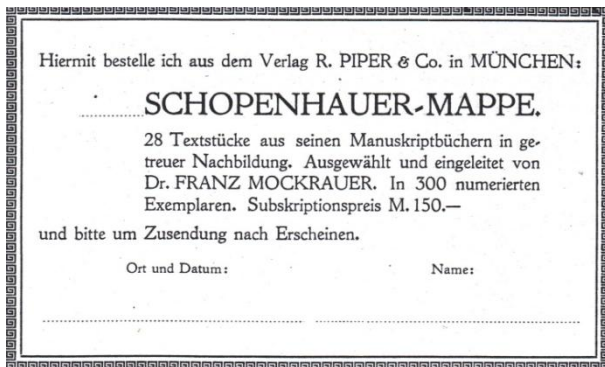 Hiermit bestelle ich aus dem Verlag R. PIPER & Co. in MÜNCHEN:
SCHOPENHAUER-MAPPE.
28 Textstücke aus seinen Manuskriptbüchern in ge-
treuer Nachbildung. Ausgewählt und eingeleitet von
Dr. FRANZ MOCKRAUER. In 300 numerierten
Exemplaren. Subskriptionspreis M. 150.—
und bitte um Zusendung nach Erscheinen.
Ort und Datum: Name: